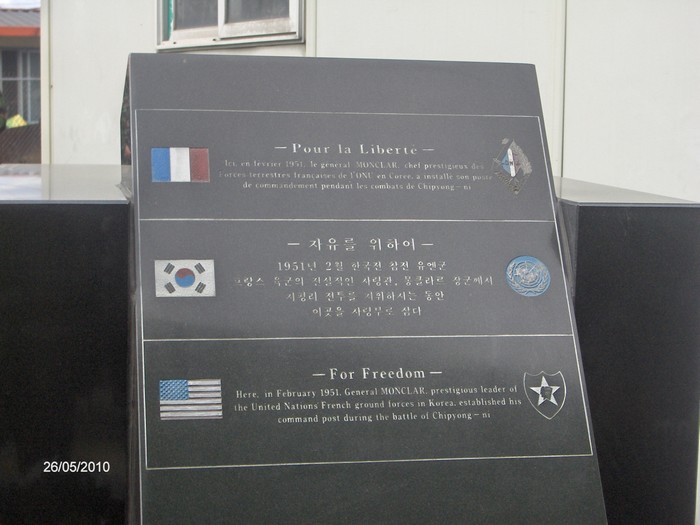 — Pour la Liberte —
Ici, en février 1951, le général MONCLAR, chef prestigieux des
forces terrestres françaises de l'ONU en Corée, a installé son poste
de commandement pendant les combats de Chipyong—ni
— 자유를 위하여 —
1951년 2월 한국전 참전 유엔군
프랑스 육군의 전설적인 사령관, 몽클라르 장군께서
지평리 전투를 지휘하시는 동안
이곳을 사령부로 삼다
— For Freedom —
Here, in February 1951, General MONCLAR, prestigious leader of
the United Nations French ground forces in Korea, established his
command post during the battle of Chipyong—ni
26/05/2010